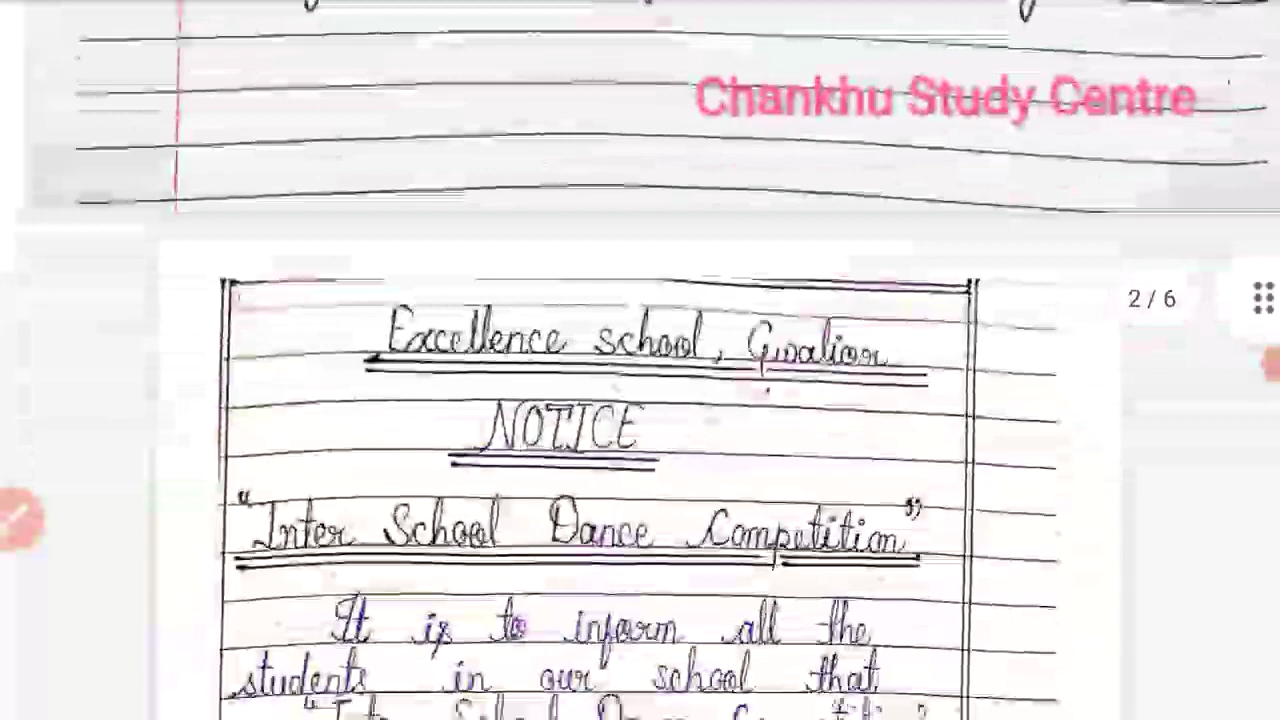 Chankhu Study Centre
2 / 6
Excellence school, Gwalior
NOTICE
"Inter School Dance Competition"
It is to inform all the
students in our school that